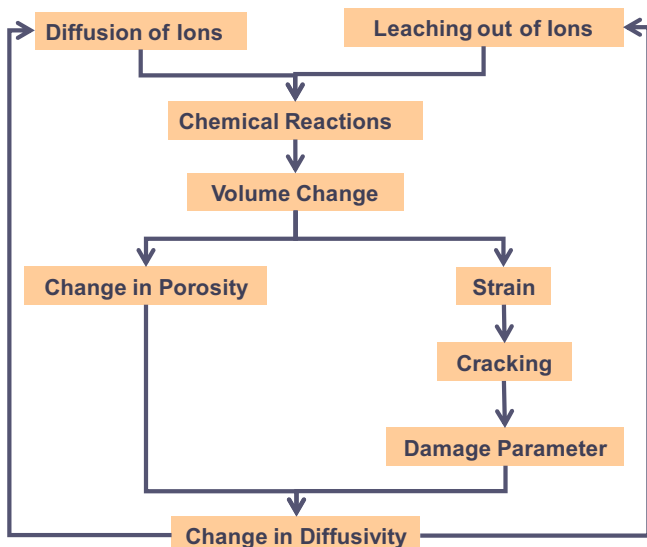 Diffusion of Ions
Leaching out of Ions
Chemical Reactions
Volume Change
Change in Porosity
Strain
Cracking
Damage Parameter
Change in Diffusivity